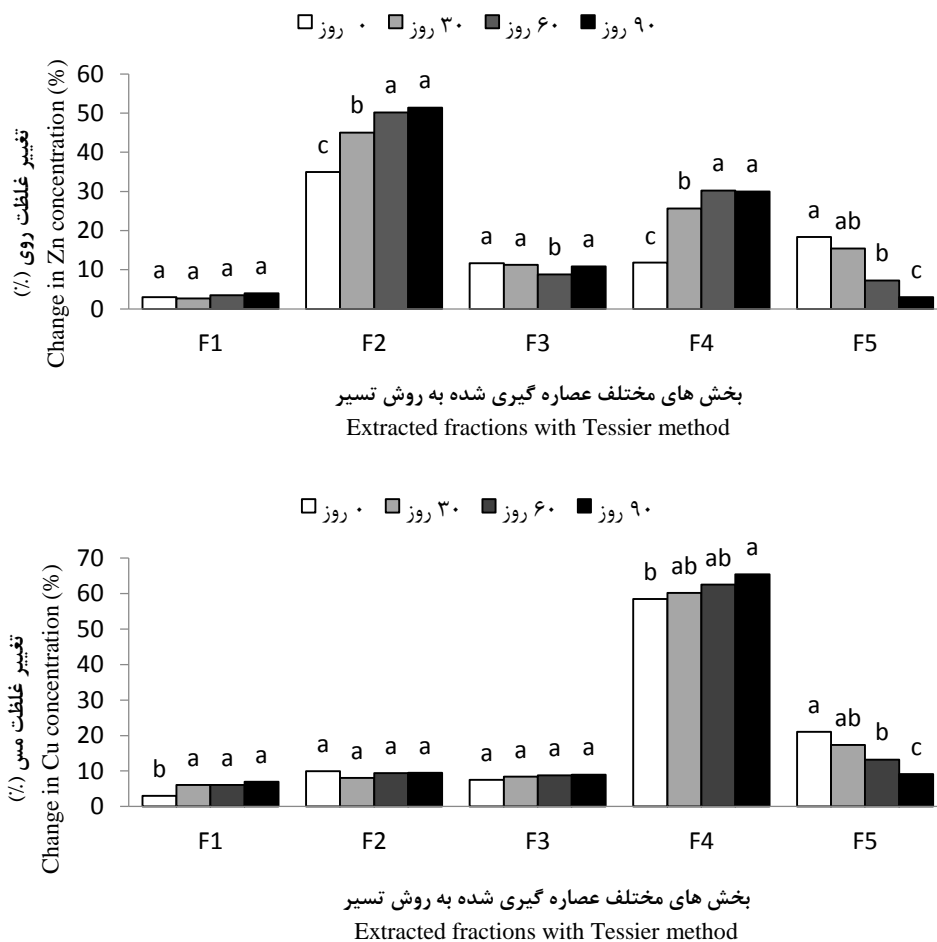 ۰ روز ۳۰ روز ۶۰ روز ۹۰ روز
تغییر غلظت روی (٪)
Change in Zn concentration (%)
60
50
40
30
20
10
0
a a a a
c b a a
a a b a
c b a a
a ab b c
F1 F2 F3 F4 F5
بخش های مختلف عصاره گیری شده به روش تسیر
Extracted fractions with Tessier method
۰ روز ۳۰ روز ۶۰ روز ۹۰ روز
تغییر غلظت مس (٪)
Change in Cu concentration (%)
70
60
50
40
30
20
10
0
b a a a
a a a a
a a a a
b ab ab a
a ab b c
F1 F2 F3 F4 F5
بخش های مختلف عصاره گیری شده به روش تسیر
Extracted fractions with Tessier method